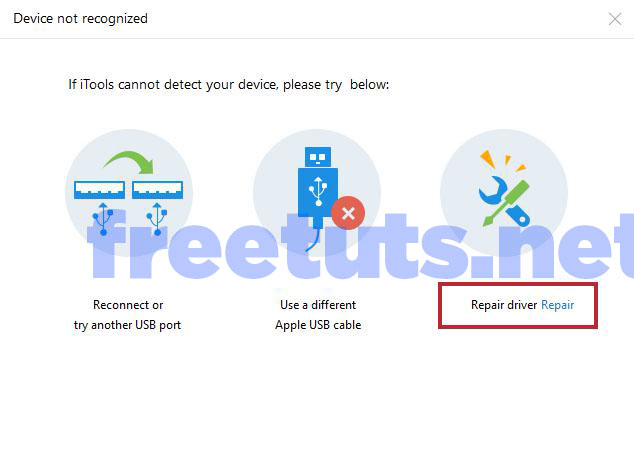 Device not recognized
If iTools cannot detect your device, please try below:
freetuts.net
Reconnect or
try another USB port
Use a different
Apple USB cable
Repair driver Repair